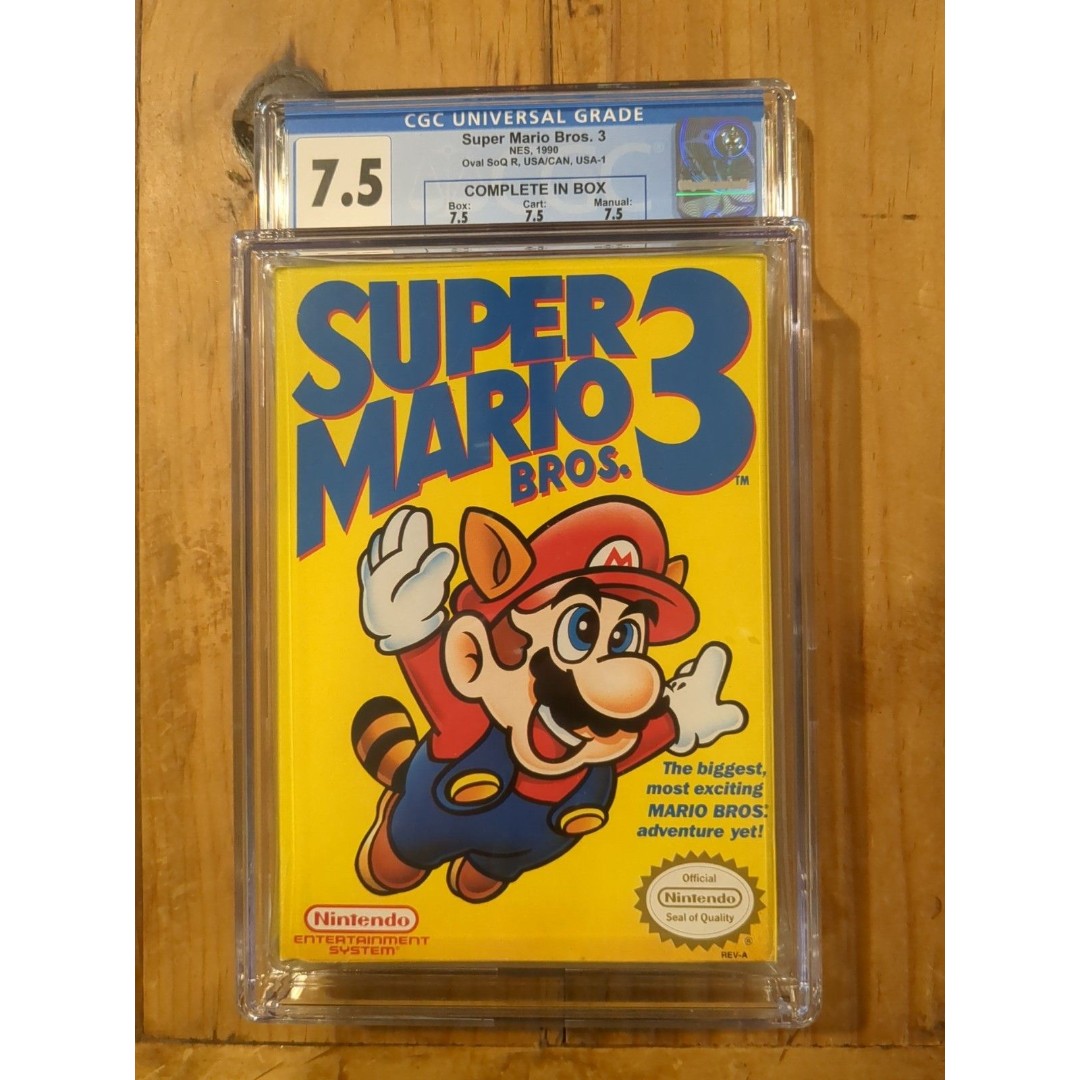 CGC UNIVERSAL GRADE
Super Mario Bros. 3
NES, 1990
Oval SoQ R, USA/CAN, USA-1
7.5
COMPLETE IN BOX
Box: Cart: Manual:
7.5 7.5 7.5
SUPER
MARIO 3
BROS. TM
M
The biggest,
most exciting
MARIO BROS.
adventure yet!
Official
Nintendo
Seal of Quality
®
Nintendo
ENTERTAINMENT
SYSTEM®
REV-A